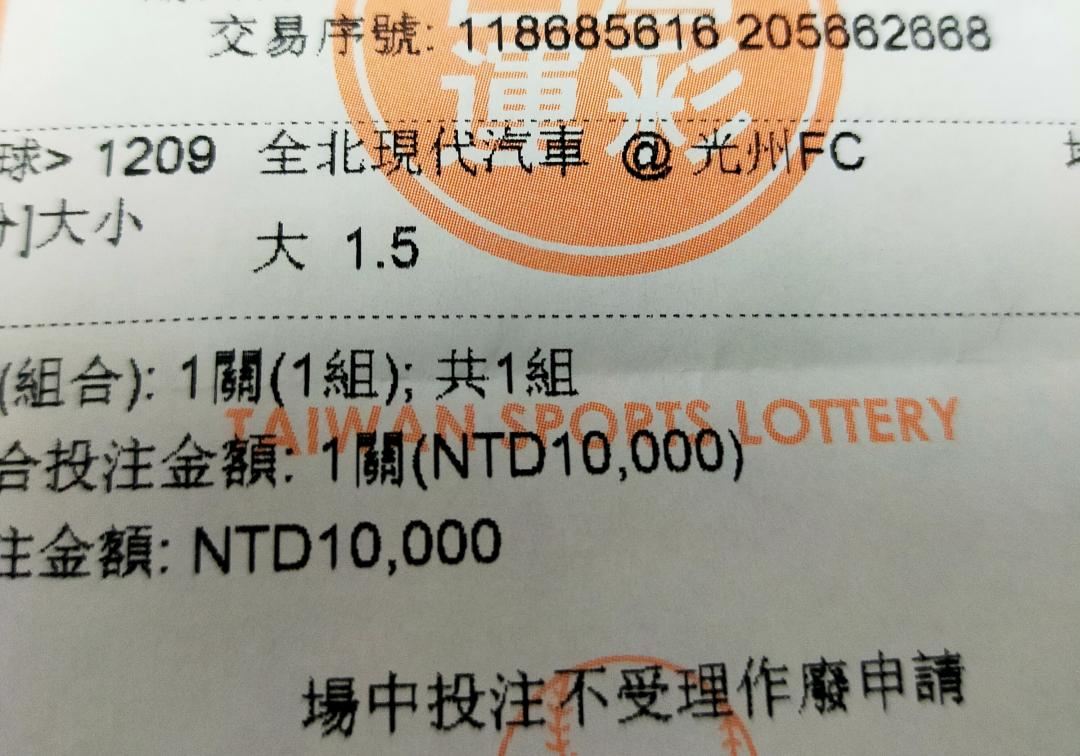 交易序號: 118685616 205662668
運彩
球> 1209 全北現代汽車 @ 光州FC
]大小
大 1.5
(組合): 1關(1組); 共1組
TAIWAN SPORTS LOTTERY
合投注金額: 1關(NTD10,000)
注金額: NTD10,000
場中投注不受理作廢申請